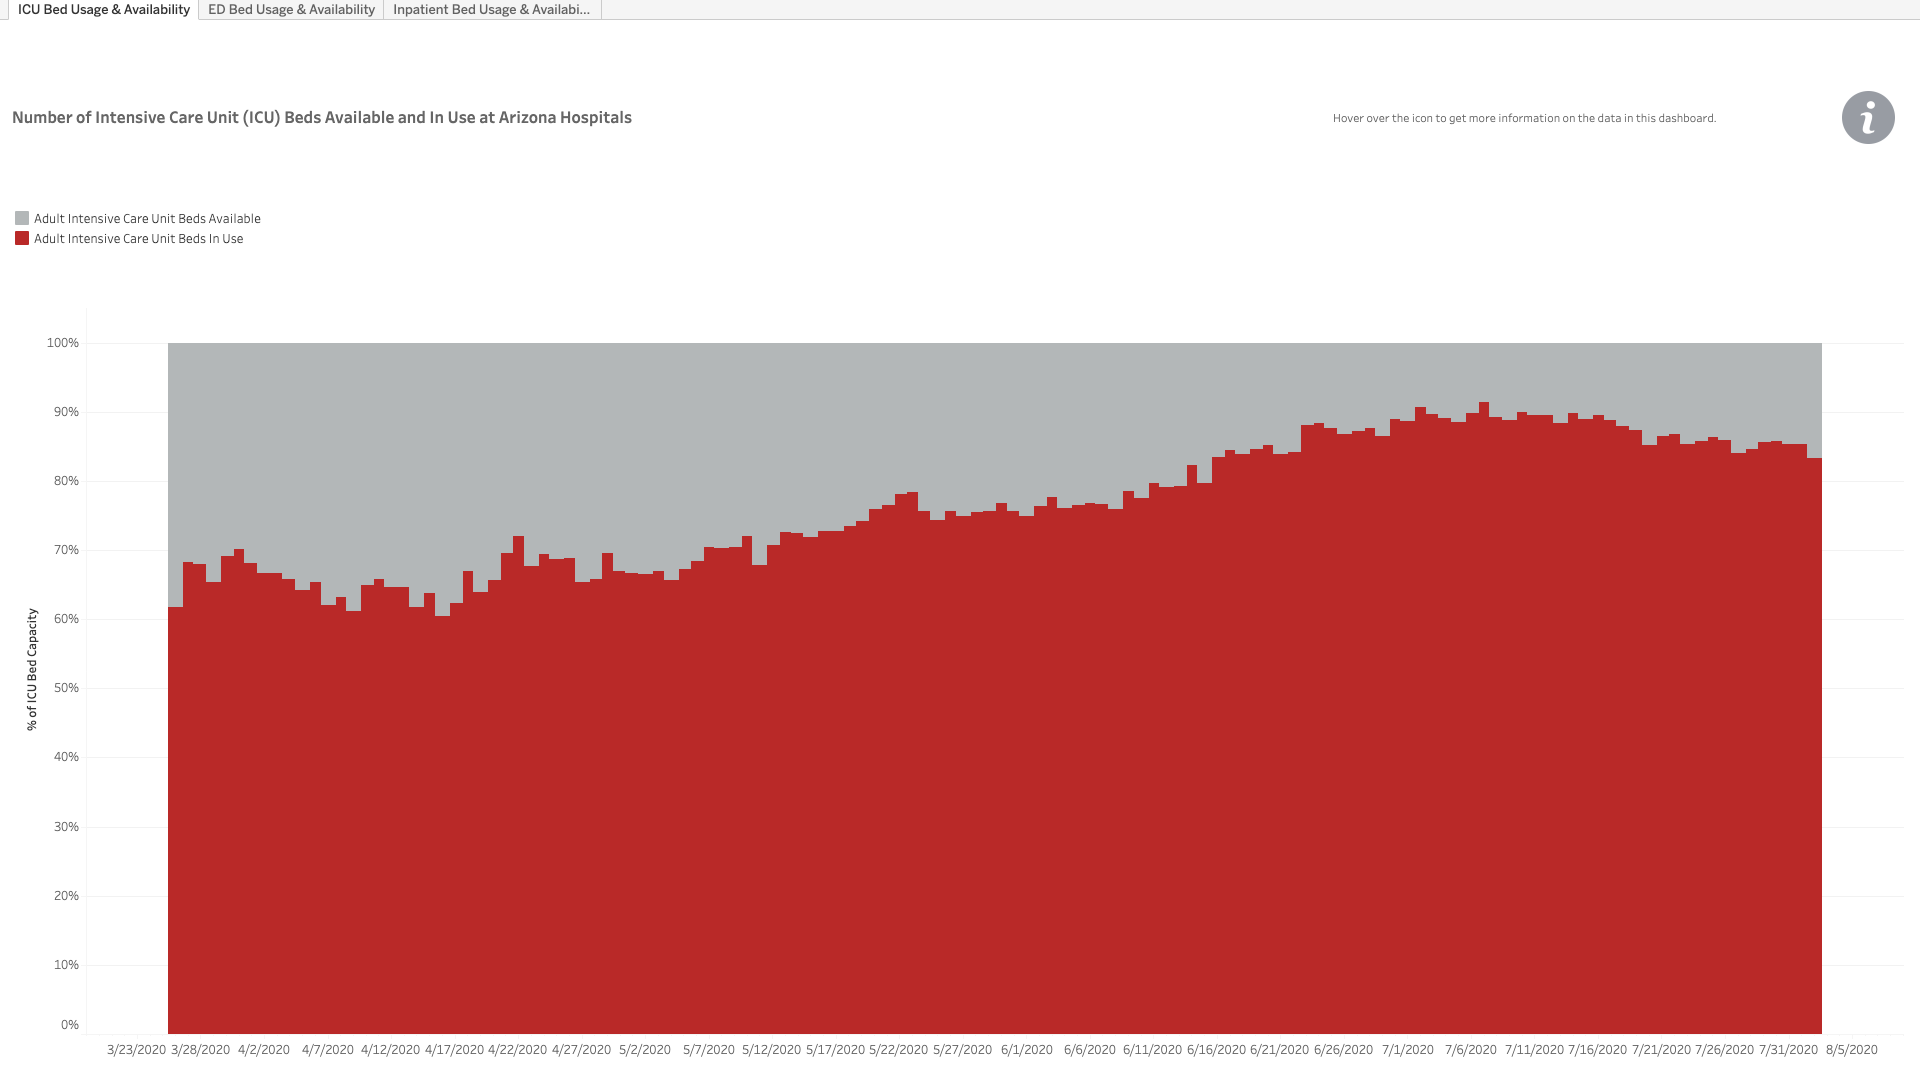 ICU Bed Usage & Availability
ED Bed Usage & Availability
Inpatient Bed Usage & Availabi...
Number of Intensive Care Unit (ICU) Beds Available and In Use at Arizona Hospitals
Hover over the icon to get more information on the data in this dashboard.
i
Adult Intensive Care Unit Beds Available
Adult Intensive Care Unit Beds In Use
% of ICU Bed Capacity
100%
90%
80%
70%
60%
50%
40%
30%
20%
10%
0%
3/23/2020 3/28/2020 4/2/2020 4/7/2020 4/12/2020 4/17/2020 4/22/2020 4/27/2020 5/2/2020 5/7/2020 5/12/2020 5/17/2020 5/22/2020 5/27/2020 6/1/2020 6/6/2020 6/11/2020 6/16/2020 6/21/2020 6/26/2020 7/1/2020 7/6/2020 7/11/2020 7/16/2020 7/21/2020 7/26/2020 7/31/2020 8/5/2020